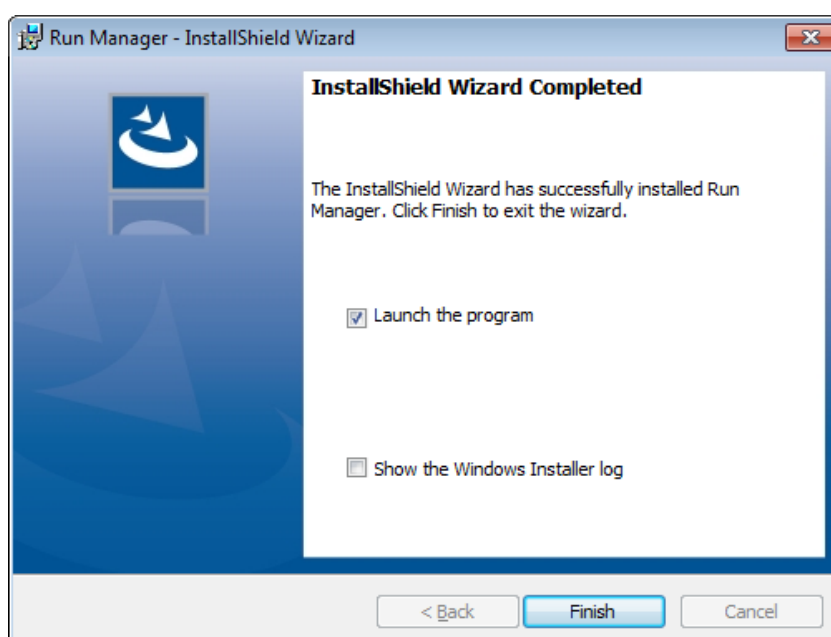 Run Manager - InstallShield Wizard
InstallShield Wizard Completed
The InstallShield Wizard has successfully installed Run
Manager. Click Finish to exit the wizard.
Launch the program
Show the Windows Installer log
< Back
Finish
Cancel